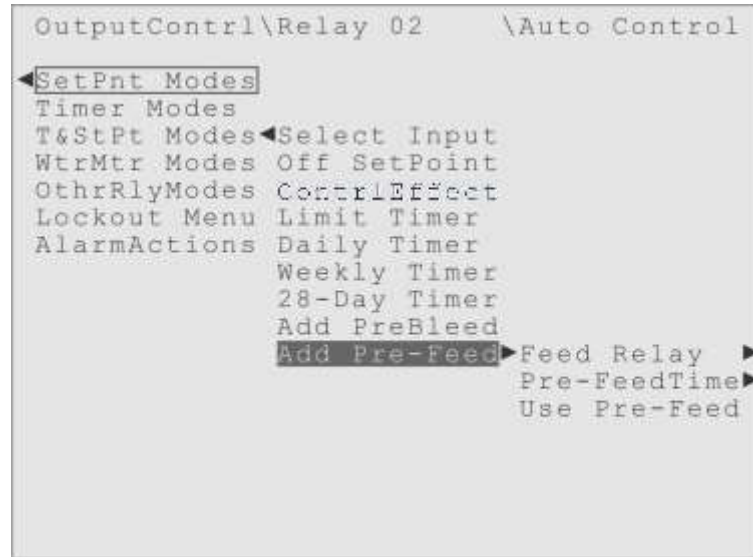 OutputContrl\Relay 02 \Auto Control
SetPnt Modes
Timer Modes
T&StPt Modes
WtrMtr Modes
OthrRlyModes
Lockout Menu
AlarmActions
Select Input
Off SetPoint
ContrlEffect
Limit Timer
Daily Timer
Weekly Timer
28-Day Timer
Add PreBleed
Add Pre-Feed
Feed Relay
Pre-FeedTime
Use Pre-Feed